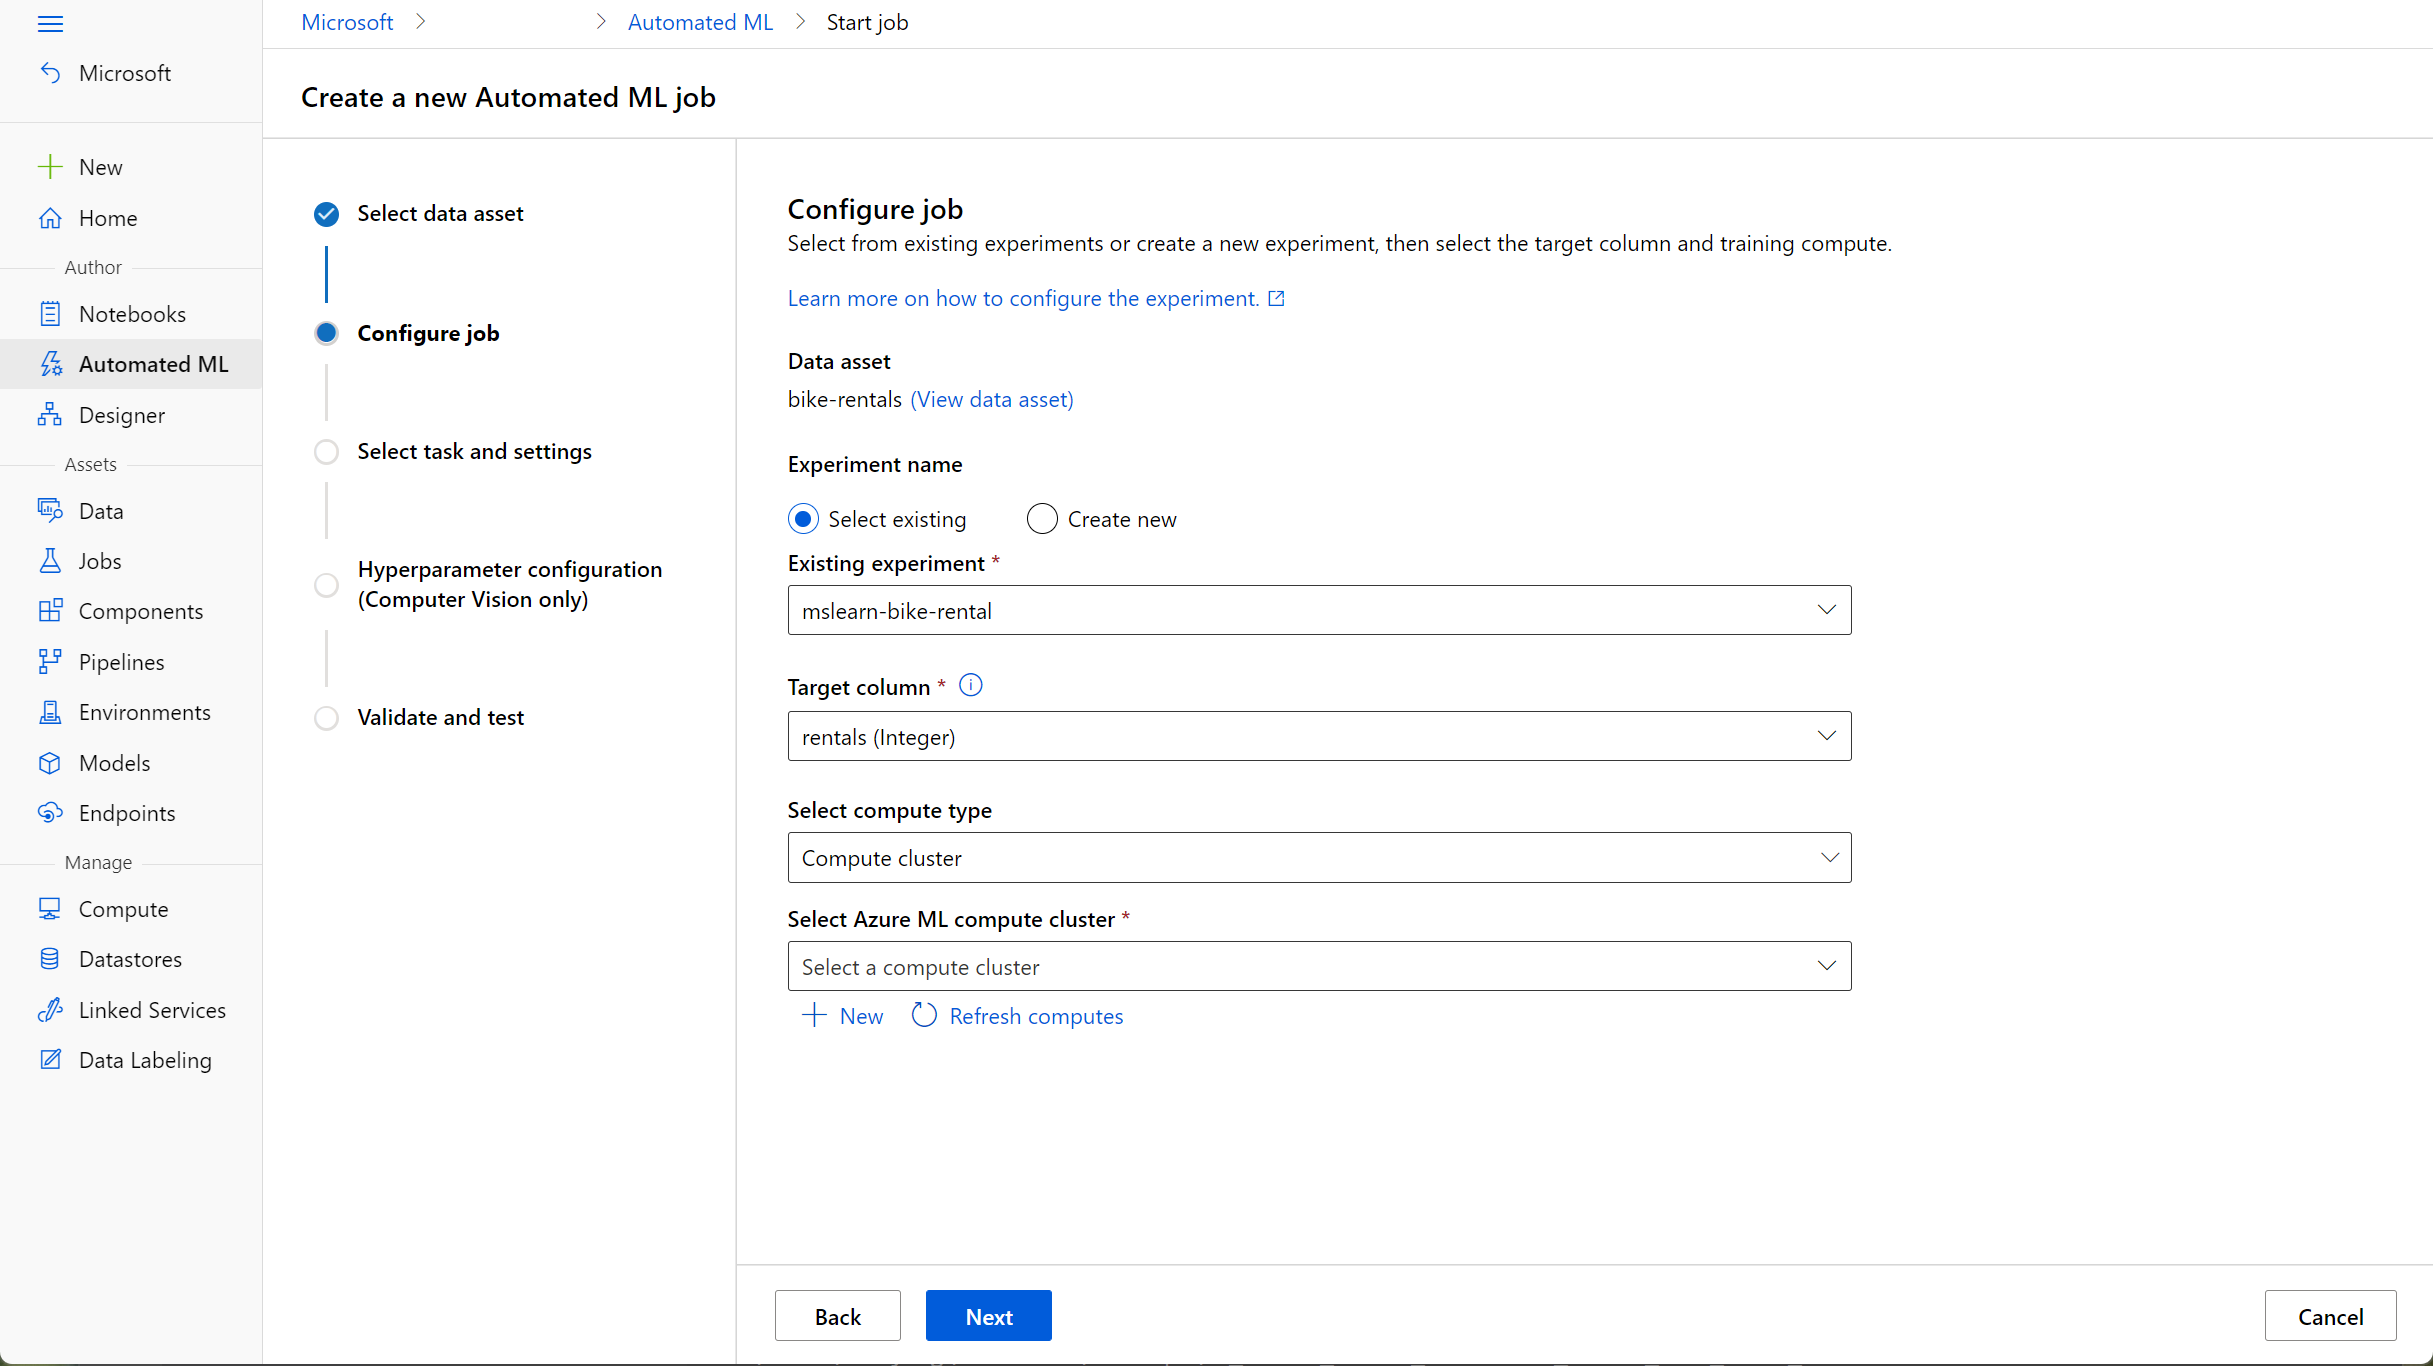 Microsoft
Automated ML
Start job
Microsoft
Create a new Automated ML job
New
Home
Author
Notebooks
Automated ML
Designer
Assets
Data
Jobs
Components
Pipelines
Environments
Models
Endpoints
Manage
Compute
Datastores
Linked Services
Data Labeling
Select data asset
Configure job
Select task and settings
Hyperparameter configuration
(Computer Vision only)
Validate and test
Configure job
Select from existing experiments or create a new experiment, then select the target column and training compute.
Learn more on how to configure the experiment.
Data asset
bike-rentals (View data asset)
Experiment name
Select existing
Create new
Existing experiment *
mslearn-bike-rental
Target column *
rentals (Integer)
Select compute type
Compute cluster
Select Azure ML compute cluster *
Select a compute cluster
New
Refresh computes
Back
Next
Cancel